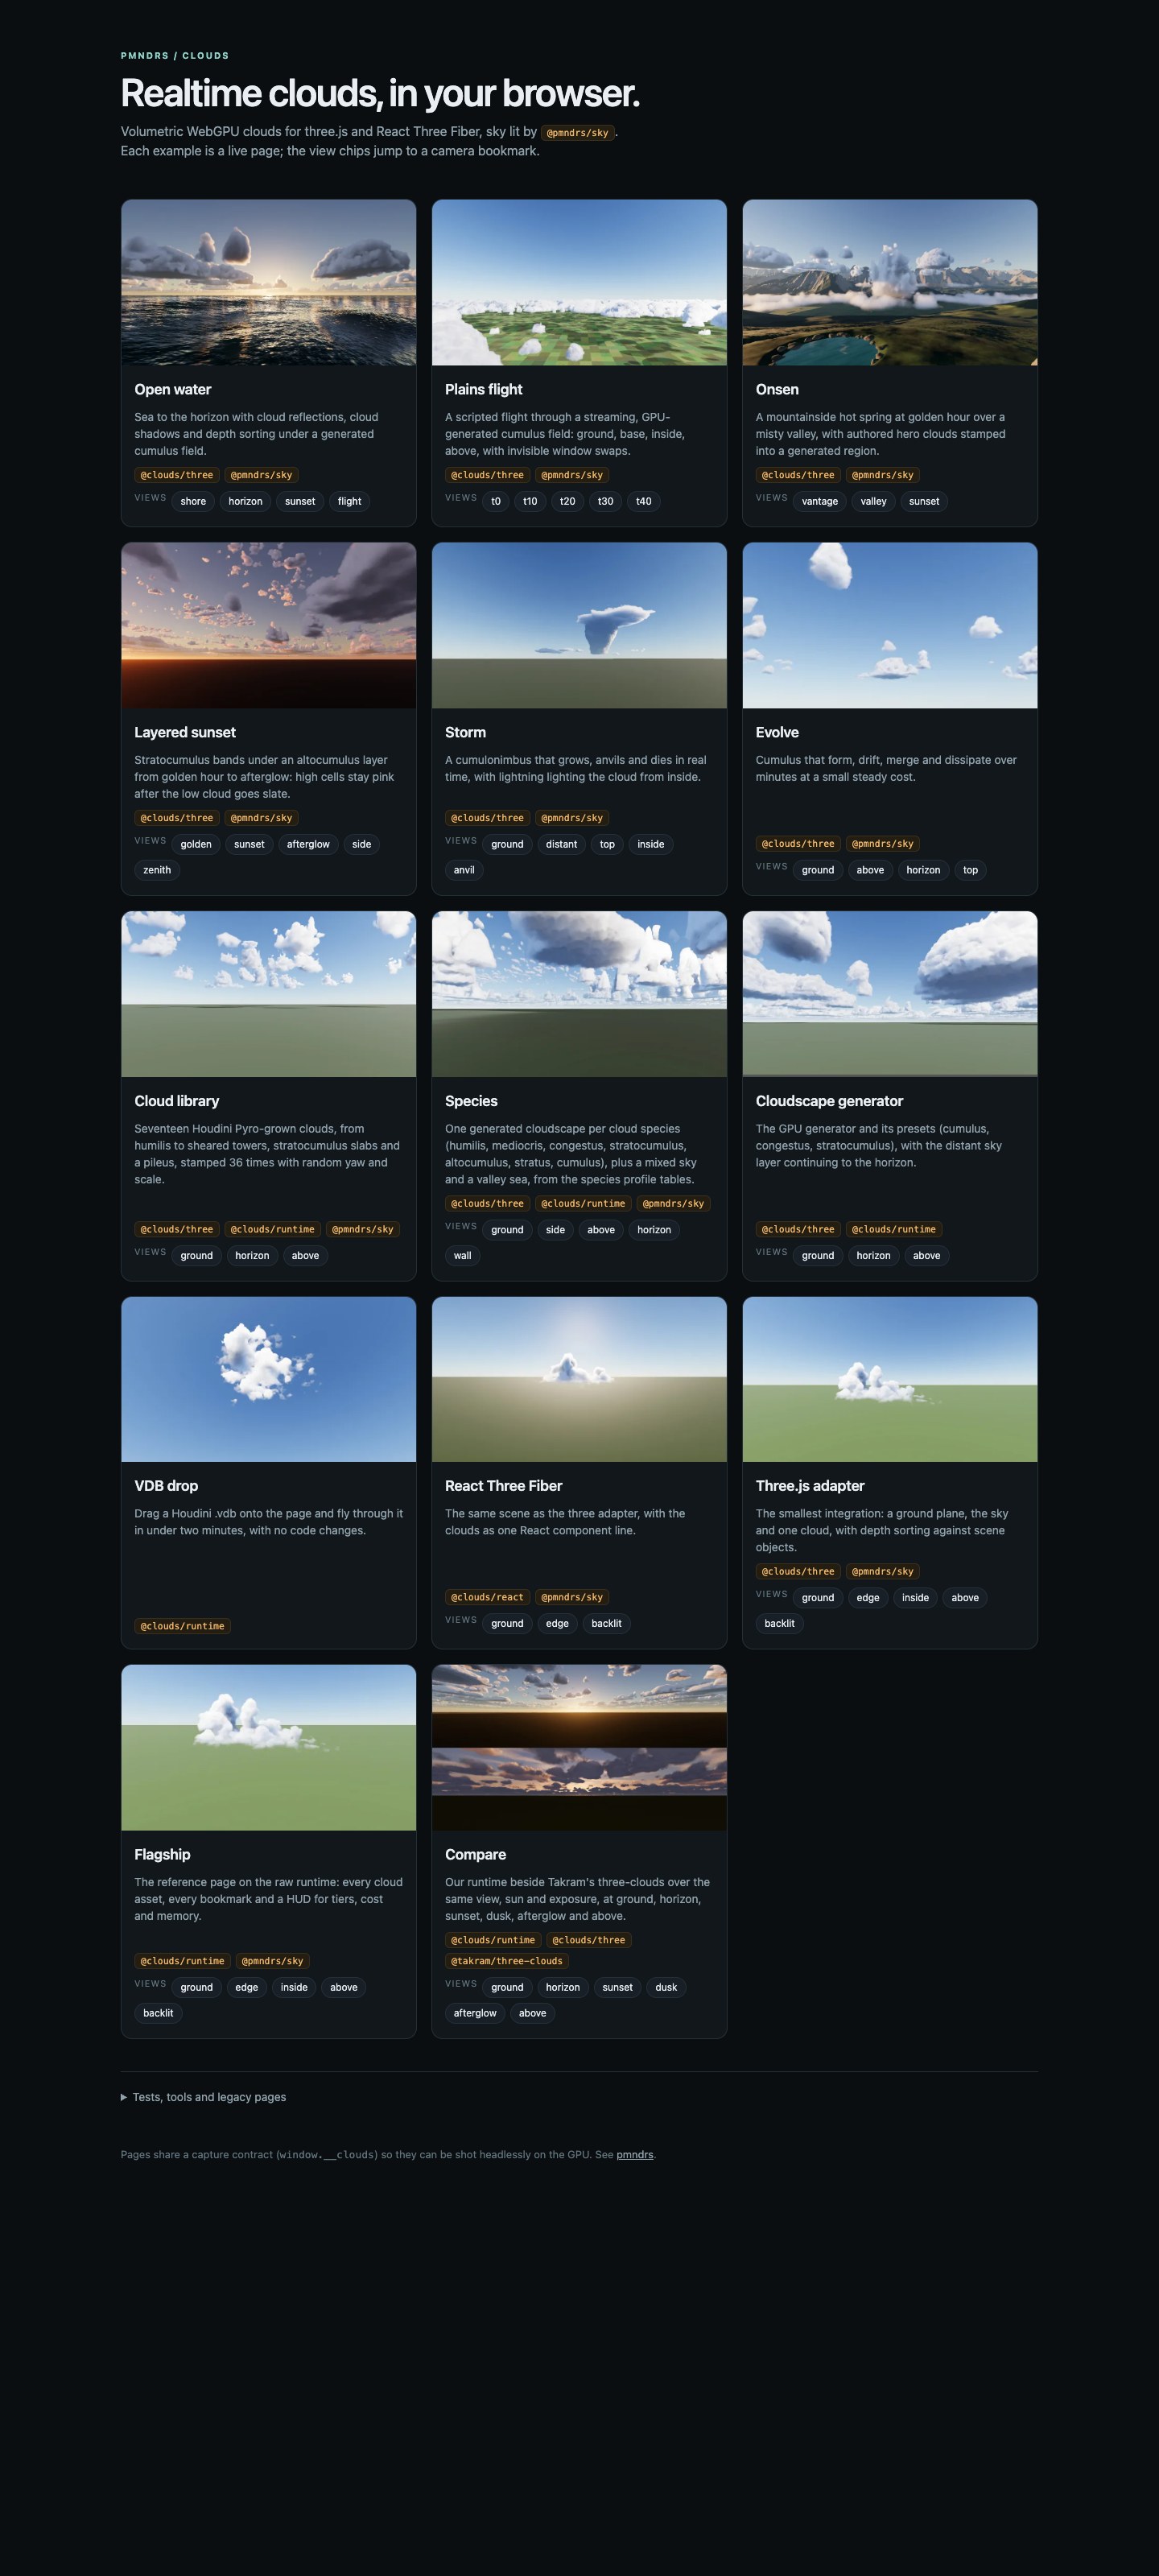 PMNDRS / CLOUDS
Realtime clouds, in your browser.
Volumetric WebGPU clouds for three.js and React Three Fiber, sky lit by @pmndrs/sky.
Each example is a live page; the view chips jump to a camera bookmark.
Open water
Sea to the horizon with cloud reflections, cloud
shadows and depth sorting under a generated
cumulus field.
@clouds/three @pmndrs/sky
VIEWS shore horizon sunset flight
Plains flight
A scripted flight through a streaming, GPU-
generated cumulus field: ground, base, inside,
above, with invisible window swaps.
@clouds/three @pmndrs/sky
VIEWS t0 t10 t20 t30 t40
Onsen
A mountainside hot spring at golden hour over a
misty valley, with authored hero clouds stamped
into a generated region.
@clouds/three @pmndrs/sky
VIEWS vantage valley sunset
Layered sunset
Stratocumulus bands under an altocumulus layer
from golden hour to afterglow: high cells stay pink
after the low cloud goes slate.
@clouds/three @pmndrs/sky
VIEWS golden sunset afterglow side
zenith
Storm
A cumulonimbus that grows, anvils and dies in real
time, with lightning lighting the cloud from inside.
@clouds/three @pmndrs/sky
VIEWS ground distant top inside
anvil
Evolve
Cumulus that form, drift, merge and dissipate over
minutes at a small steady cost.
@clouds/three @pmndrs/sky
VIEWS ground above horizon top
Cloud library
Seventeen Houdini Pyro-grown clouds, from
humilis to sheared towers, stratocumulus slabs and
a pileus, stamped 36 times with random yaw and
scale.
@clouds/three @clouds/runtime @pmndrs/sky
VIEWS ground horizon above
Species
One generated cloudscape per cloud species
(humilis, mediocris, congestus, stratocumulus,
altocumulus, stratus, cumulus), plus a mixed sky
and a valley sea, from the species profile tables.
@clouds/three @clouds/runtime @pmndrs/sky
VIEWS ground side above horizon
wall
Cloudscape generator
The GPU generator and its presets (cumulus,
congestus, stratocumulus), with the distant sky
layer continuing to the horizon.
@clouds/three @clouds/runtime
VIEWS ground horizon above
VDB drop
Drag a Houdini .vdb onto the page and fly through it
in under two minutes, with no code changes.
@clouds/runtime
React Three Fiber
The same scene as the three adapter, with the
clouds as one React component line.
@clouds/react @pmndrs/sky
VIEWS ground edge backlit
Three.js adapter
The smallest integration: a ground plane, the sky
and one cloud, with depth sorting against scene
objects.
@clouds/three @pmndrs/sky
VIEWS ground edge inside above
backlit
Flagship
The reference page on the raw runtime: every cloud
asset, every bookmark and a HUD for tiers, cost
and memory.
@clouds/runtime @pmndrs/sky
VIEWS ground edge inside above
backlit
Compare
Our runtime beside Takram's three-clouds over the
same view, sun and exposure, at ground, horizon,
sunset, dusk, afterglow and above.
@clouds/runtime @clouds/three
@takram/three-clouds
VIEWS ground horizon sunset dusk
afterglow above
▶ Tests, tools and legacy pages
Pages share a capture contract (window.__clouds) so they can be shot headlessly on the GPU. See pmndrs.